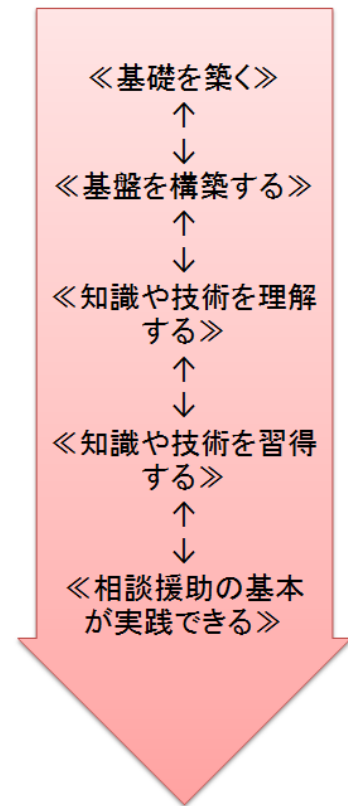 ≪基礎を築く≫
↑
↓
≪基盤を構築する≫
↑
↓
≪知識や技術を理解
する≫
↑
↓
≪知識や技術を習得
する≫
↑
↓
≪相談援助の基本
が実践できる≫